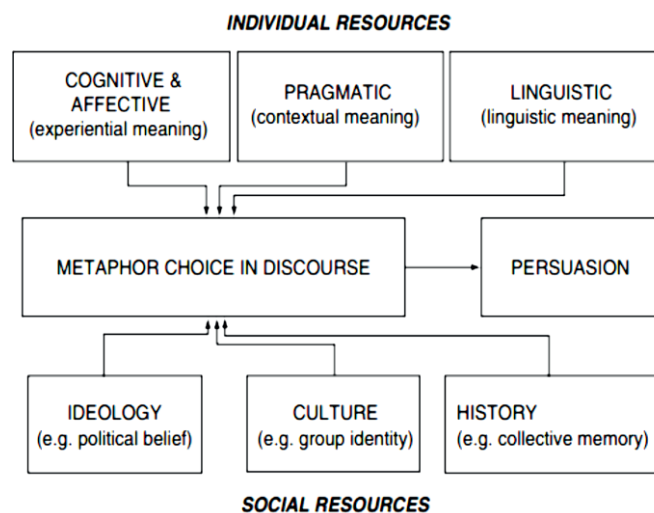 INDIVIDUAL RESOURCES
COGNITIVE &
AFFECTIVE
(experiential meaning)
PRAGMATIC
(contextual meaning)
LINGUISTIC
(linguistic meaning)
METAPHOR CHOICE IN DISCOURSE
PERSUASION
IDEOLOGY
(e.g. political belief)
CULTURE
(e.g. group identity)
HISTORY
(e.g. collective memory)
SOCIAL RESOURCES